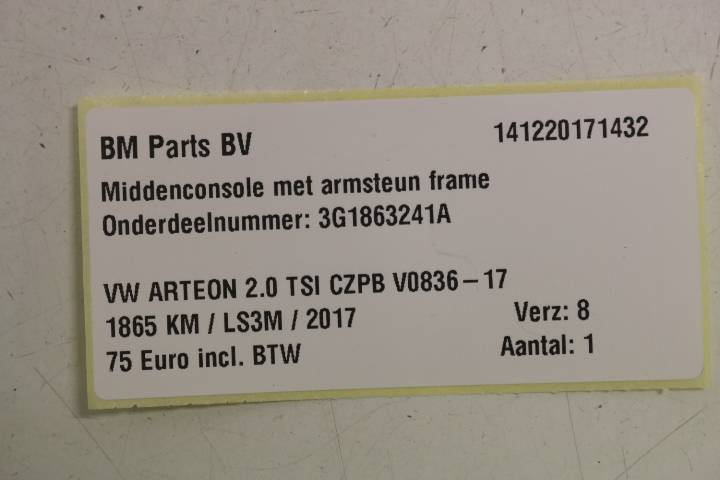 BM Parts BV 141220171432
Middenconsole met armsteun frame
Onderdeelnummer: 3G1863241A
VW ARTEON 2.0 TSI CZPB V0836-17
1865 KM / LS3M / 2017 Verz: 8
75 Euro incl. BTW Aantal: 1